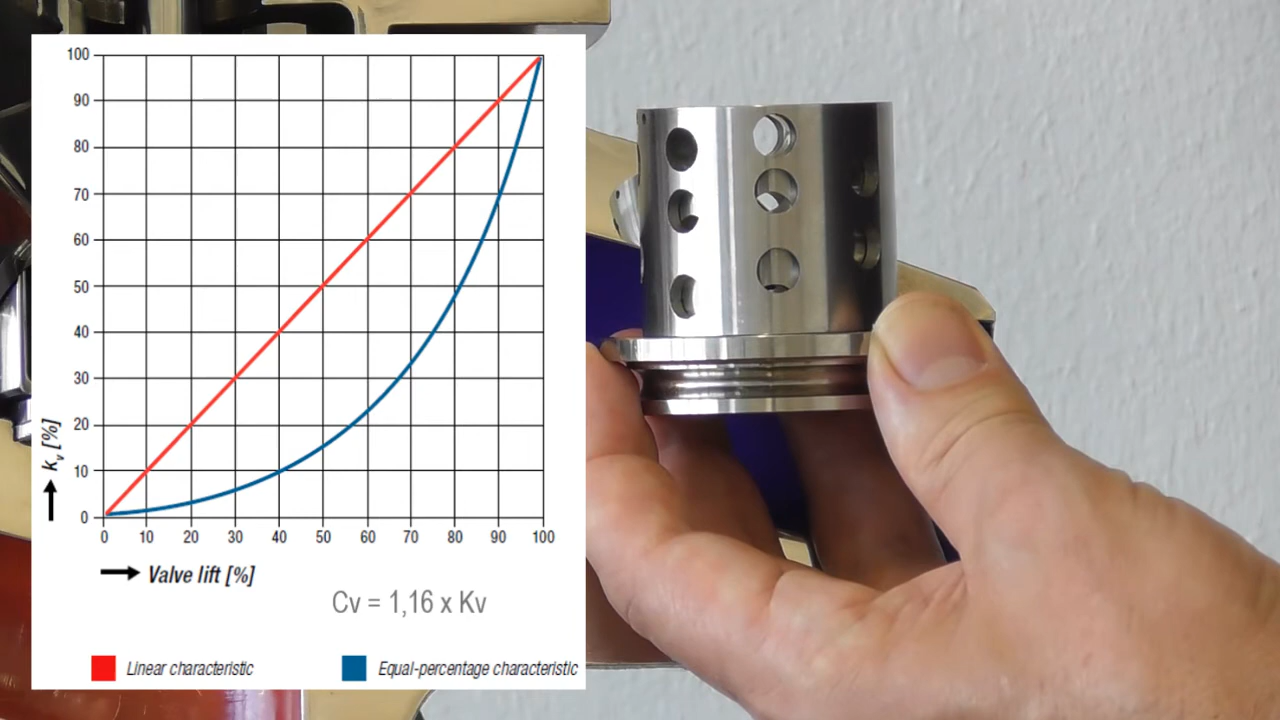 100
90
80
70
60
50
40
30
20
10
0
kv [%]
0 10 20 30 40 50 60 70 80 90 100
Valve lift [%]
Cv = 1,16 x Kv
Linear characteristic
Equal-percentage characteristic